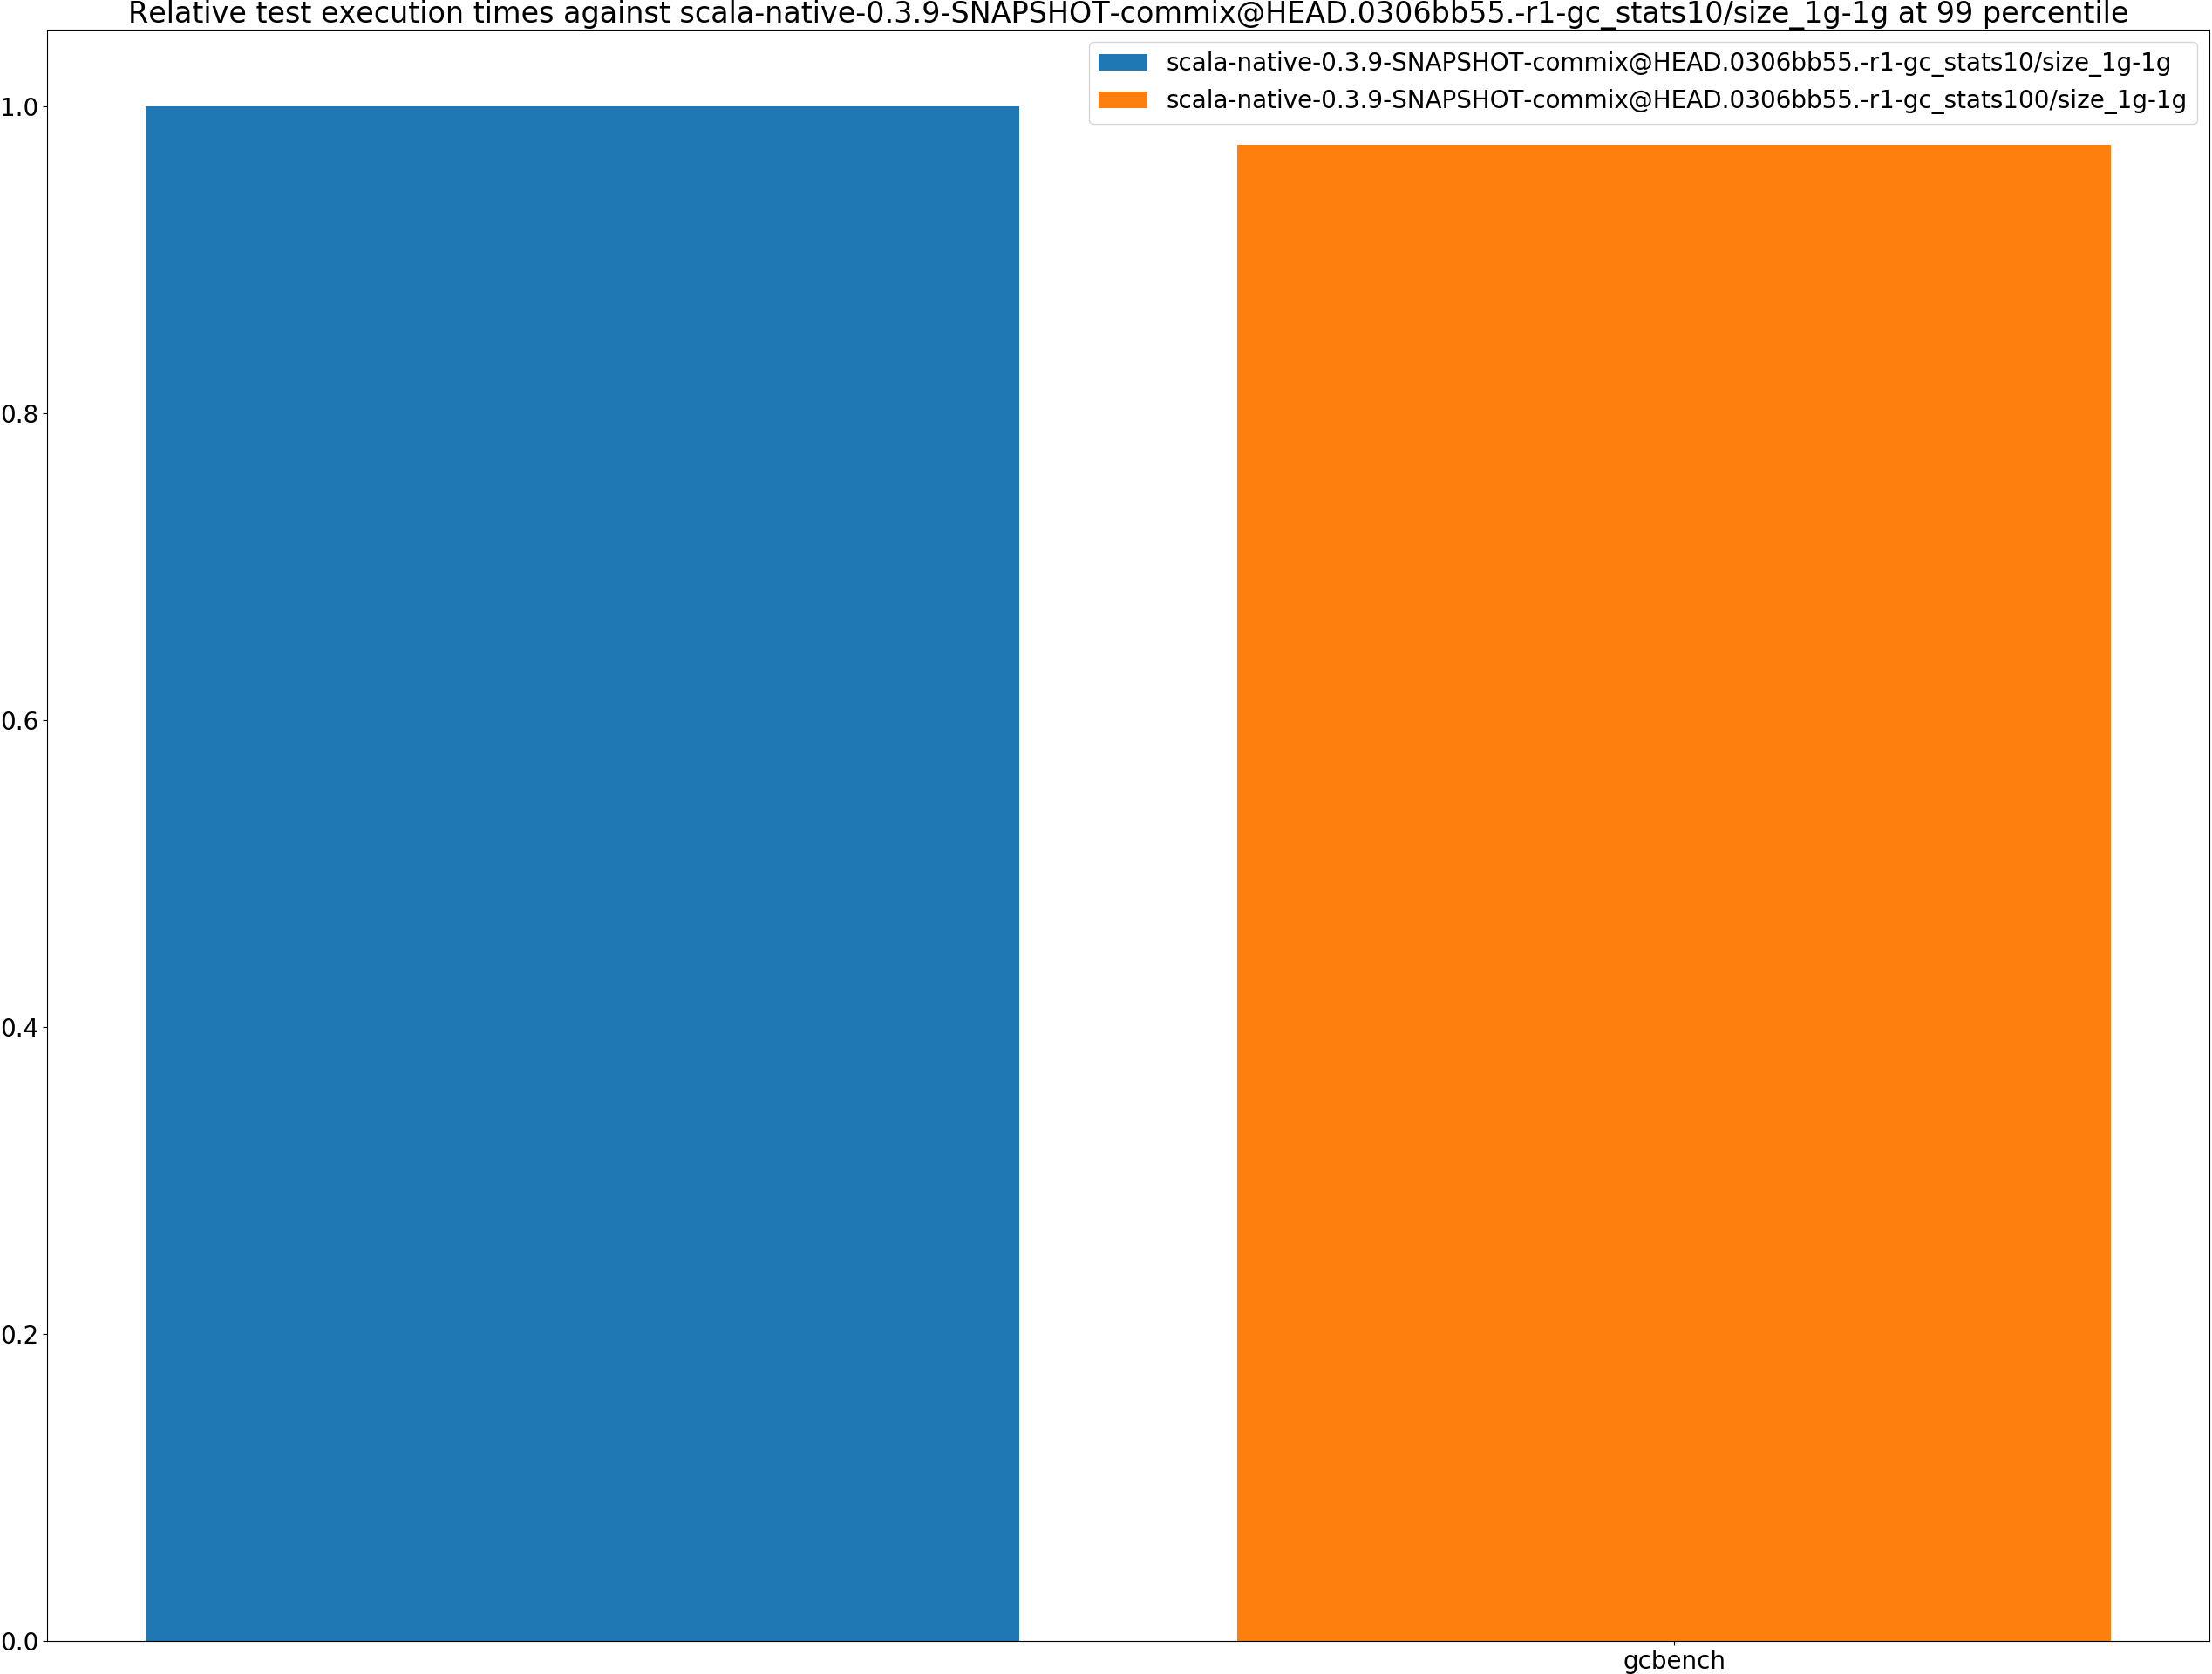 Relative test execution times against scala-native-0.3.9-SNAPSHOT-commix@HEAD.0306bb55.-r1-gc_stats10/size_1g-1g at 99 percentile
scala-native-0.3.9-SNAPSHOT-commix@HEAD.0306bb55.-r1-gc_stats10/size_1g-1g
scala-native-0.3.9-SNAPSHOT-commix@HEAD.0306bb55.-r1-gc_stats100/size_1g-1g
1.0
0.8
0.6
0.4
0.2
0.0
gcbench